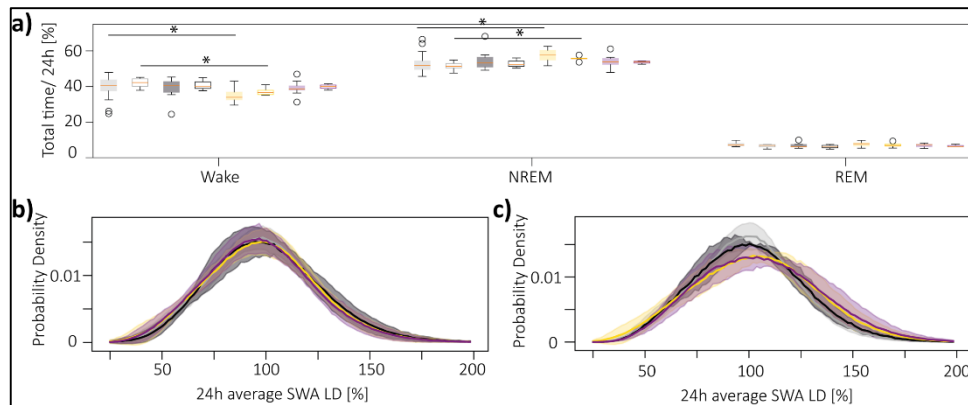 a)
Total time/ 24h [%]
60
40
20
0
* *
* *
Wake NREM REM
b)
Probability Density
0.01
0
50 100 150 200
24h average SWA LD [%]
c)
Probability Density
0.01
0
50 100 150 200
24h average SWA LD [%]